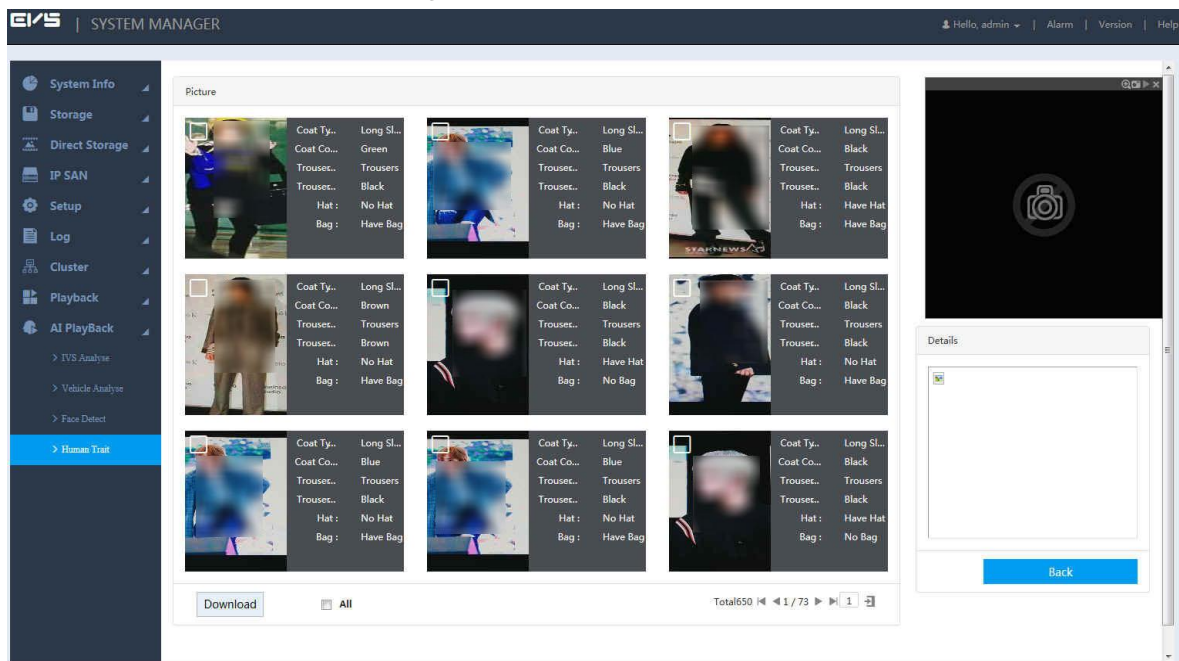 EIVS | SYSTEM MANAGER
Hello, admin | Alarm | Version | Help
System Info
Storage
Direct Storage
IP SAN
Setup
Log
Cluster
Playback
AI PlayBack
> IVS Analyse
> Vehicle Analyse
> Face Detect
> Human Trait
Picture
Coat Ty... Long Sl...
Coat Co... Green
Trouser... Trousers
Trouser... Black
Hat : No Hat
Bag : Have Bag
Coat Ty... Long Sl...
Coat Co... Blue
Trouser... Trousers
Trouser... Black
Hat : No Hat
Bag : Have Bag
STARNEWS
Coat Ty... Long Sl...
Coat Co... Black
Trouser... Trousers
Trouser... Black
Hat : Have Hat
Bag : Have Bag
Coat Ty... Long Sl...
Coat Co... Brown
Trouser... Trousers
Trouser... Brown
Hat : No Hat
Bag : Have Bag
Coat Ty... Long Sl...
Coat Co... Black
Trouser... Trousers
Trouser... Black
Hat : Have Hat
Bag : No Bag
Coat Ty... Long Sl...
Coat Co... Black
Trouser... Trousers
Trouser... Black
Hat : No Hat
Bag : Have Bag
Coat Ty... Long Sl...
Coat Co... Blue
Trouser... Trousers
Trouser... Black
Hat : No Hat
Bag : Have Bag
Coat Ty... Long Sl...
Coat Co... Blue
Trouser... Trousers
Trouser... Black
Hat : No Hat
Bag : Have Bag
Coat Ty... Long Sl...
Coat Co... Black
Trouser... Trousers
Trouser... Black
Hat : Have Hat
Bag : No Bag
Download All Total650 1 / 73 1
Details
Back